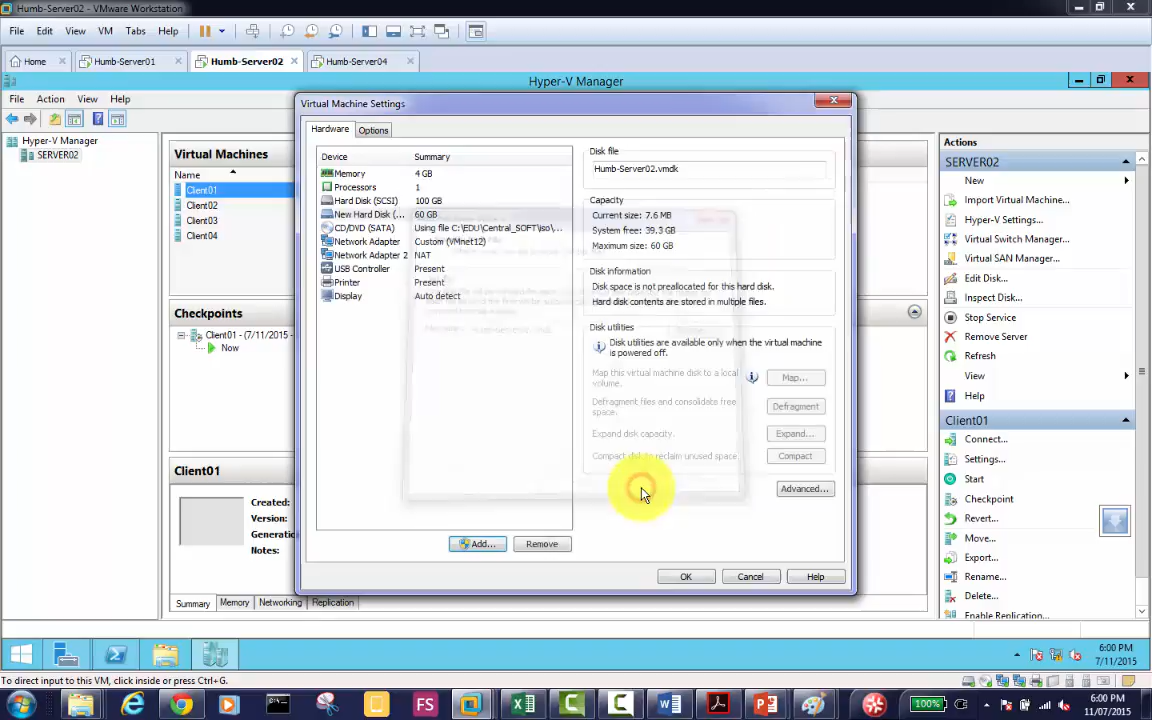 Humb-Server02 - VMware Workstation
File Edit View VM Tabs Help
Home Humb-Server01 Humb-Server02 Humb-Server04
Hyper-V Manager
File Action View Help
Hyper-V Manager
SERVER02
Virtual Machines
Name
Client01
Client02
Client03
Client04
Checkpoints
Client01 - (7/11/2015 -
Now
Client01
Created:
Version:
Generatio
Notes:
Summary Memory Networking Replication
Virtual Machine Settings
Hardware Options
Device Summary
Memory 4 GB
Processors 1
Hard Disk (SCSI) 100 GB
New Hard Disk (... 60 GB
CD/DVD (SATA) Using file C:\EDU\Central_SOFT\iso\...
Network Adapter Custom (VMnet12)
Network Adapter 2 NAT
USB Controller Present
Printer Present
Display Auto detect
Add... Remove
Disk file
Humb-Server02.vmdk
Capacity
Current size: 7.6 MB
System free: 39.3 GB
Maximum size: 60 GB
Disk information
Disk space is not preallocated for this hard disk.
Hard disk contents are stored in multiple files.
Disk utilities
Disk utilities are available only when the virtual machine
is powered off.
Map this virtual machine disk to a local
volume.
Map...
Defragment files and consolidate free
space.
Defragment
Expand disk capacity.
Expand...
Compact disk to reclaim unused space
Compact
Advanced...
OK Cancel Help
Actions
SERVER02
New
Import Virtual Machine...
Hyper-V Settings...
Virtual Switch Manager...
Virtual SAN Manager...
Edit Disk...
Inspect Disk...
Stop Service
Remove Server
Refresh
View
Help
Client01
Connect...
Settings...
Start
Checkpoint
Revert...
Move...
Export...
Rename...
Delete...
Enable Replication...
6:00 PM
7/11/2015
To direct input to this VM, click inside or press Ctrl+G.
FS
100%
6:00 PM
11/07/2015